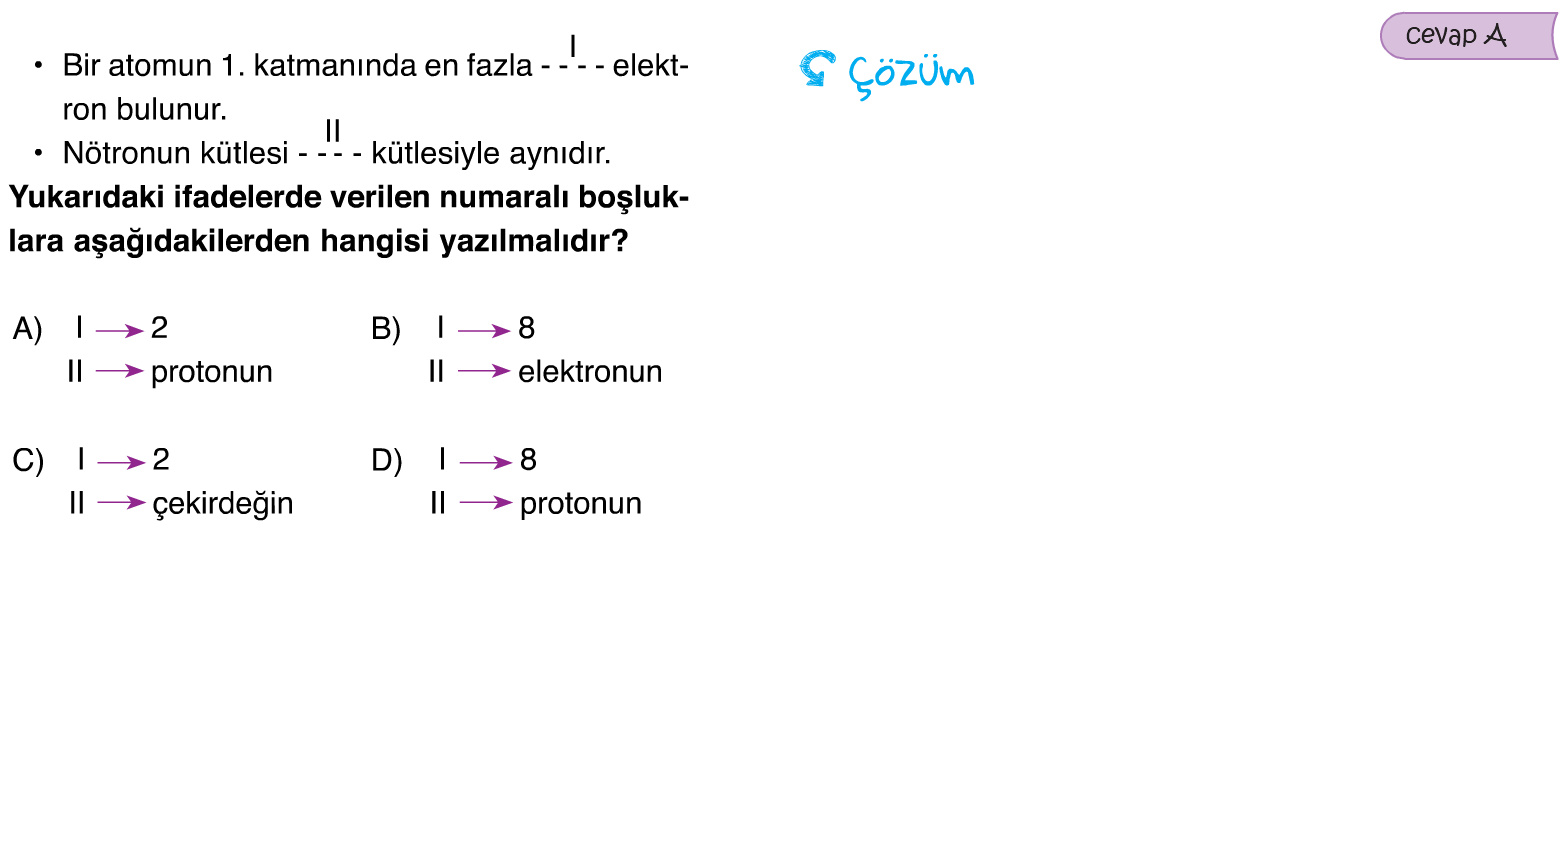 • Bir atomun 1. katmanında en fazla - - - - elekt-
I
ron bulunur.
II
• Nötronun kütlesi - - - - kütlesiyle aynıdır.
Yukarıdaki ifadelerde verilen numaralı boşluk-
lara aşağıdakilerden hangisi yazılmalıdır?
A) I → 2
II → protonun
B) I → 8
II → elektronun
C) I → 2
II → çekirdeğin
D) I → 8
II → protonun
Çözüm
Cevap A